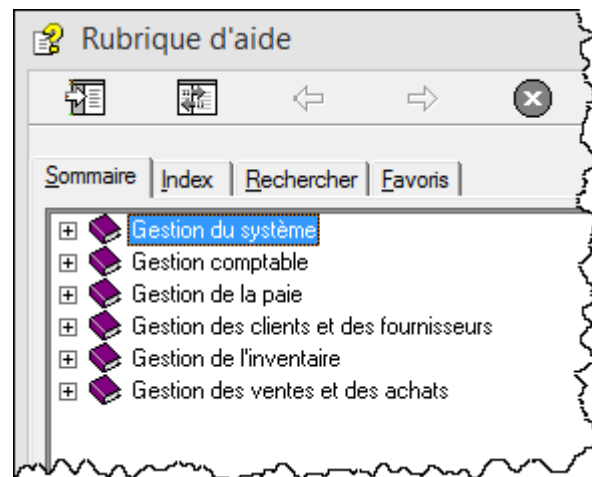 Rubrique d'aide
Sommaire Index Rechercher Favoris
Gestion du système
Gestion comptable
Gestion de la paie
Gestion des clients et des fournisseurs
Gestion de l'inventaire
Gestion des ventes et des achats